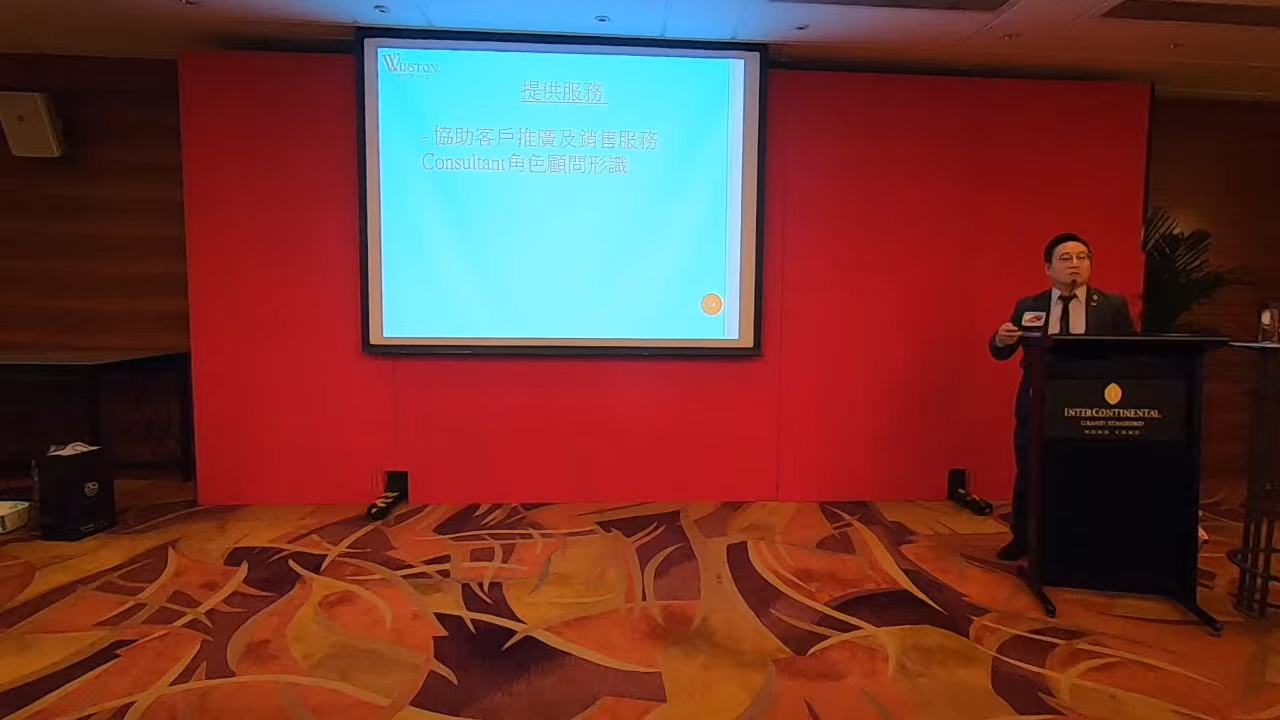 WUSTON
提供服務
- 協助客戶推廣及銷售服務
Consultant角色顧問形識
14
INTERCONTINENTAL
GRAND STANFORD
HONG KONG